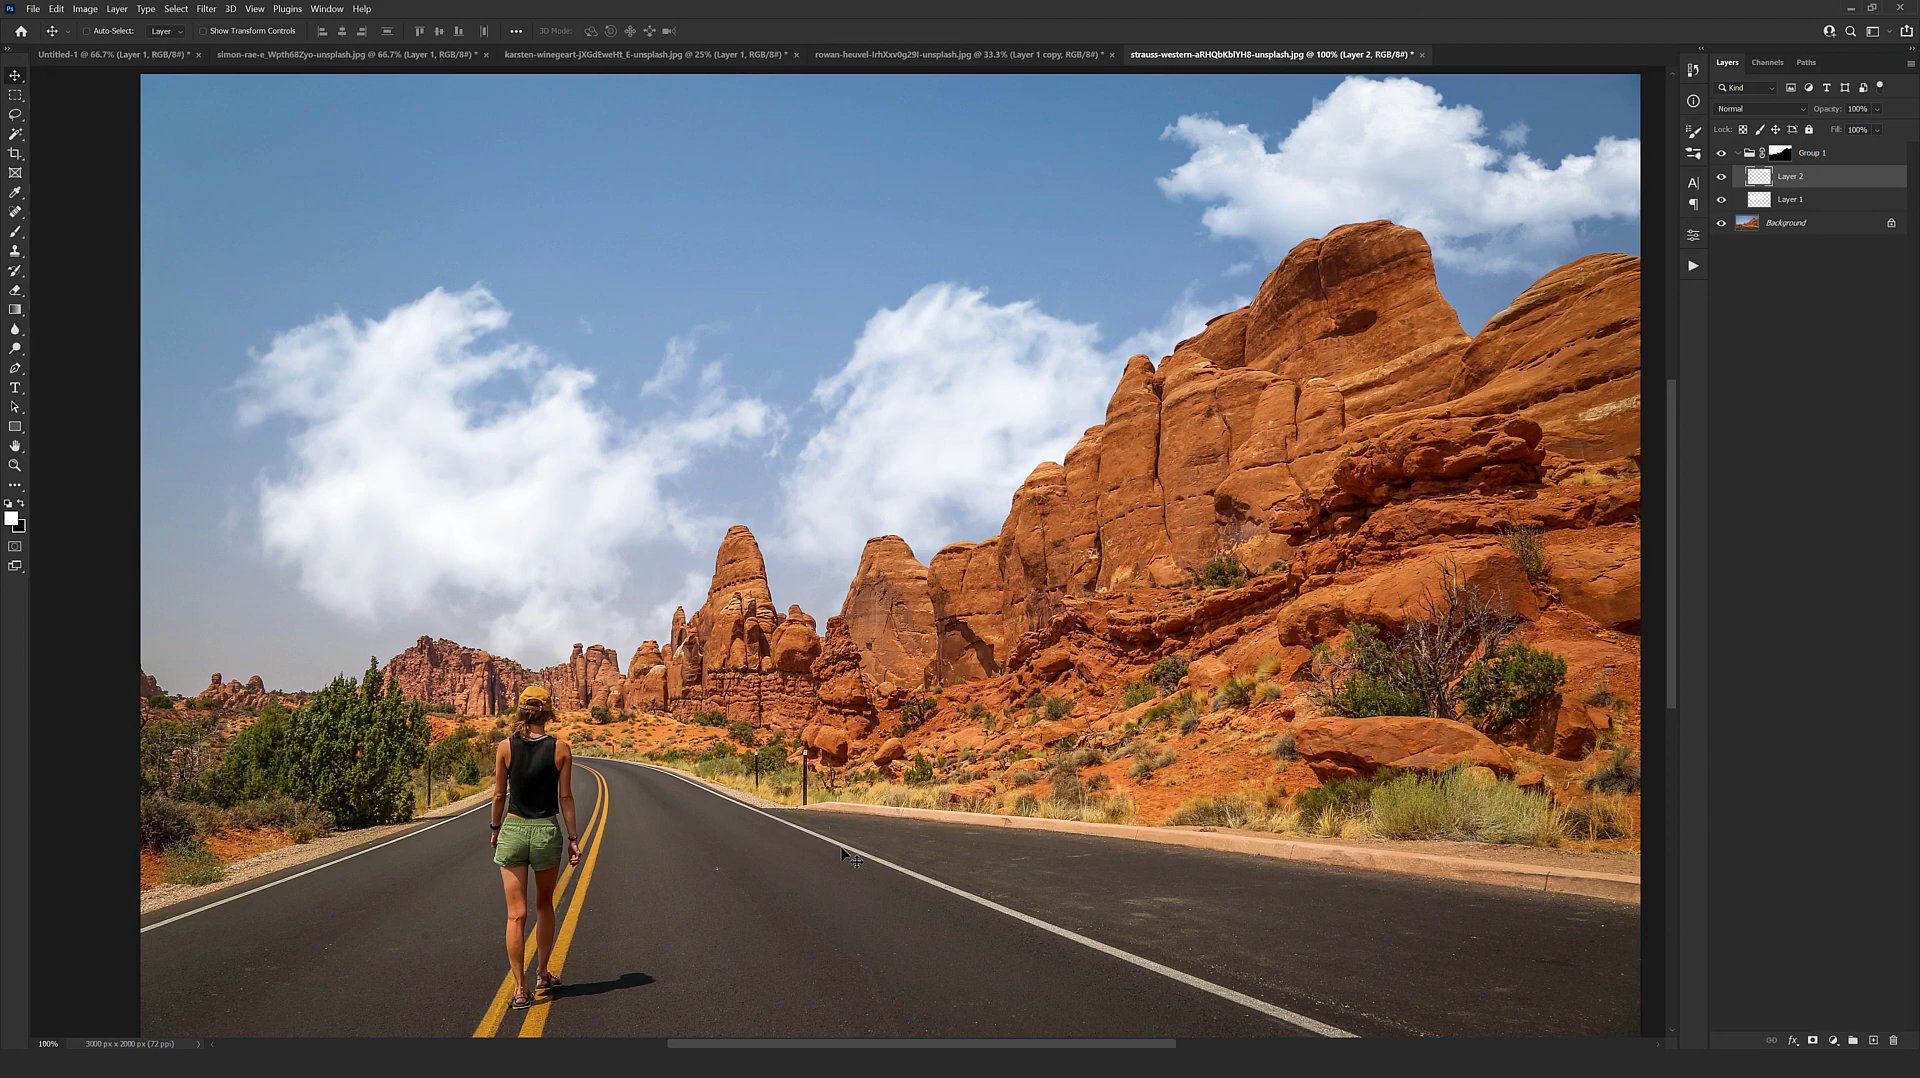 Ps File Edit Image Layer Type Select Filter 3D View Plugins Window Help
Auto-Select: Layer Show Transform Controls 3D Mode:
Untitled-1 @ 66.7% (Layer 1, RGB/8#) * simon-rae-e_Wpth68Zyo-unsplash.jpg @ 66.7% (Layer 1, RGB/8#) * karsten-winegeart-jXGdEweHt_E-unsplash.jpg @ 25% (Layer 1, RGB/8#) * rowan-heuvel-IrhXxv0g29I-unsplash.jpg @ 33.3% (Layer 1 copy, RGB/8#) * strauss-western-aRHQbKblYH8-unsplash.jpg @ 100% (Layer 2, RGB/8#) *
Layers Channels Paths
Kind
Normal Opacity: 100%
Lock: Fill: 100%
Group 1
Layer 2
Layer 1
Background
100% 3000 px x 2000 px (72 ppi)
fx